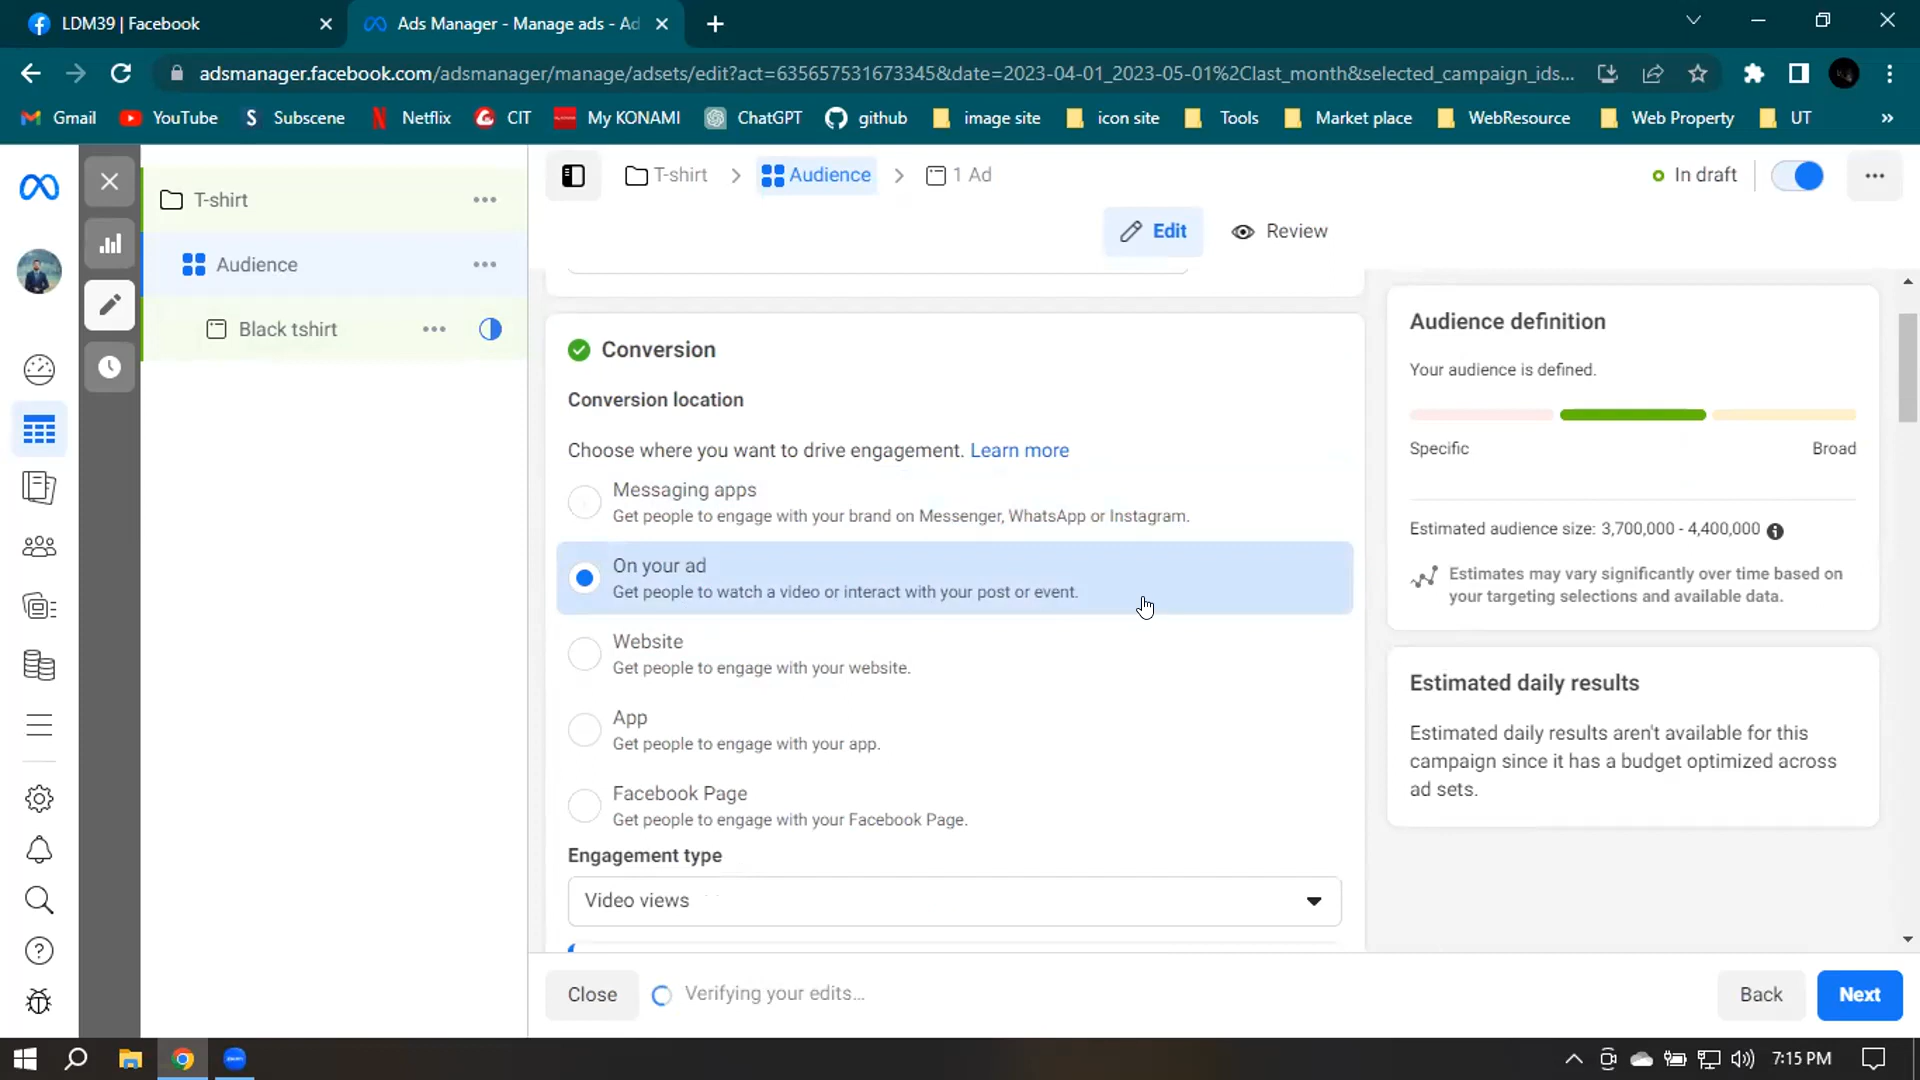 LDM39 | Facebook
Ads Manager - Manage ads - Ad
adsmanager.facebook.com/adsmanager/manage/adsets/edit?act=635657531673345&date=2023-04-01_2023-05-01%2Clast_month&selected_campaign_ids...
Gmail YouTube Subscene Netflix CIT My KONAMI ChatGPT github image site icon site Tools Market place WebResource Web Property UT »
T-shirt
Audience
Black tshirt
T-shirt > Audience > 1 Ad
In draft
Edit
Review
Conversion
Conversion location
Choose where you want to drive engagement. Learn more
Messaging apps
Get people to engage with your brand on Messenger, WhatsApp or Instagram.
On your ad
Get people to watch a video or interact with your post or event.
Website
Get people to engage with your website.
App
Get people to engage with your app.
Facebook Page
Get people to engage with your Facebook Page.
Engagement type
Video views
Audience definition
Your audience is defined.
Specific
Broad
Estimated audience size: 3,700,000 - 4,400,000
Estimates may vary significantly over time based on
your targeting selections and available data.
Estimated daily results
Estimated daily results aren't available for this
campaign since it has a budget optimized across
ad sets.
Close
Verifying your edits...
Back
Next
7:15 PM